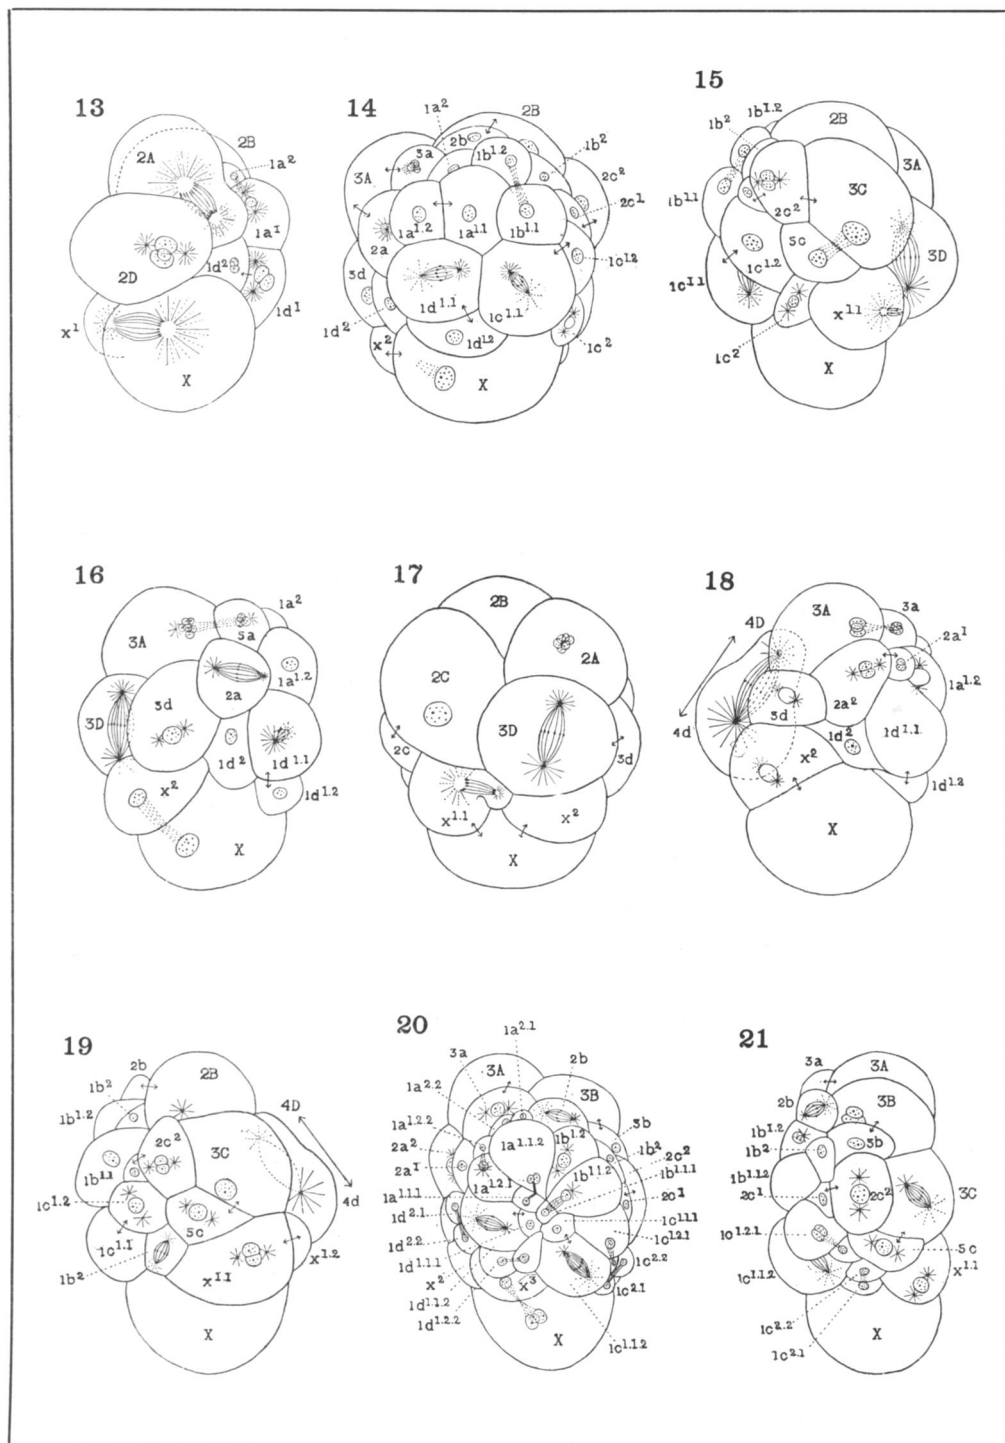 13
2A
2B
1a²
1a¹
2D
1d²
1d¹
x¹
X
14
1a²
2B
2b
3a
1b¹·²
1b²
3A
2c²
2c¹
2a
1a¹·²
1a¹·¹
1b¹·¹
1c¹·²
3d
1d¹·¹
1c¹·¹
1d²
x²
1d¹·²
1c²
X
15
1b¹·²
1b²
2B
3A
1b¹·¹
2c²
3C
5c
3D
1c¹·²
1c¹·¹
x¹·¹
1c²
X
16
1a²
3A
5a
1a¹·²
2a
3d
3D
1d²
1d¹·¹
x²
1d¹·²
X
17
2B
2A
2C
3D
2c
3d
x¹·¹
x²
X
18
4D
3A
3a
2a¹
1a¹·²
2a²
3d
4d
1d¹·¹
1d²
x²
1d¹·²
X
19
2b
1b²
2B
1b¹·²
4D
2c²
3C
1b¹·¹
1c¹·²
4d
5c
1c¹·¹
1b²
x¹·¹
x¹·²
X
20
1a²·¹
3a
3A
2b
1a²·²
3B
1a¹·²·²
3b
1b¹·²
1a¹·¹·²
2a²
1b²
2c²
2a¹
1a¹·²·¹
1b¹·¹·²
1b¹·¹·¹
1a¹·¹·¹
2c¹
1d²·¹
1c¹·¹·¹
1d²·²
1c¹·²·¹
1d¹·¹·¹
1c²·²
x²
x³
1d¹·¹·²
1c²·¹
1d¹·²·²
1c¹·¹·²
X
21
3a
3A
2b
3B
1b¹·²
1b²
3b
1b¹·¹·²
2c¹
2c²
3C
1c¹·²·¹
5c
1c¹·¹·²
x¹·¹
1c²·²
1c²·¹
X